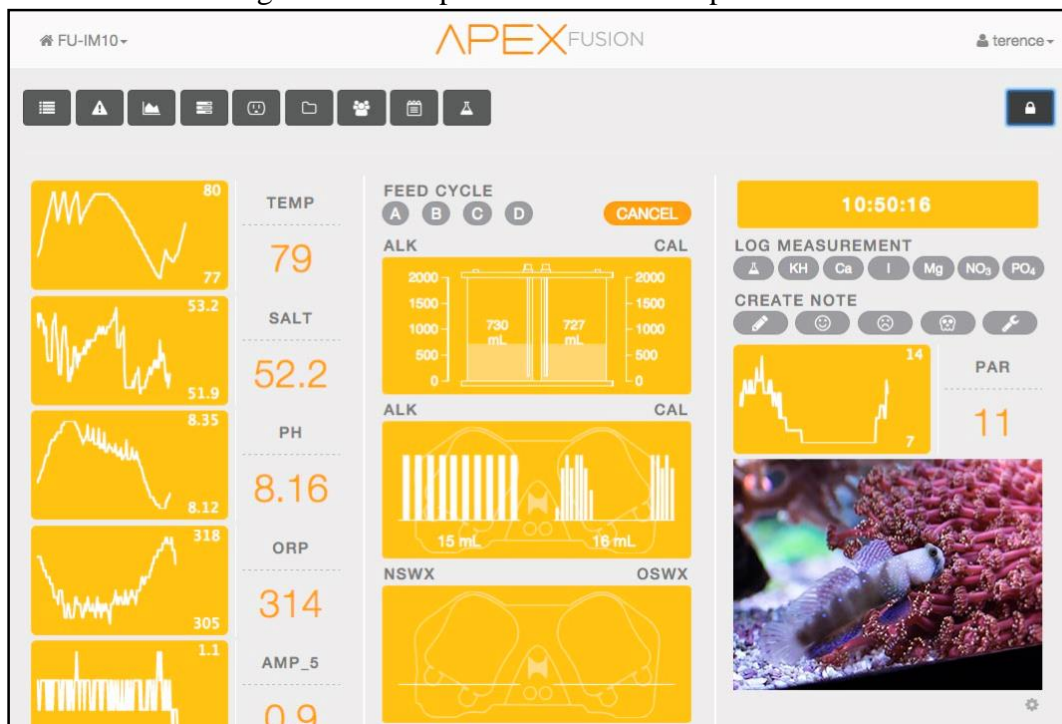 FU-IM10
APEX FUSION
terence
80
77
TEMP
79
53.2
51.9
SALT
52.2
8.35
8.12
PH
8.16
318
305
ORP
314
1.1
AMP_5
0.9
FEED CYCLE
A B C D CANCEL
ALK CAL
2000 2000
1500 1500
1000 730 727 1000
mL mL
500 500
0 0
ALK CAL
15 mL 16 mL
NSWX OSWX
10:50:16
LOG MEASUREMENT
KH Ca I Mg NO₃ PO₄
CREATE NOTE
14
7
PAR
11